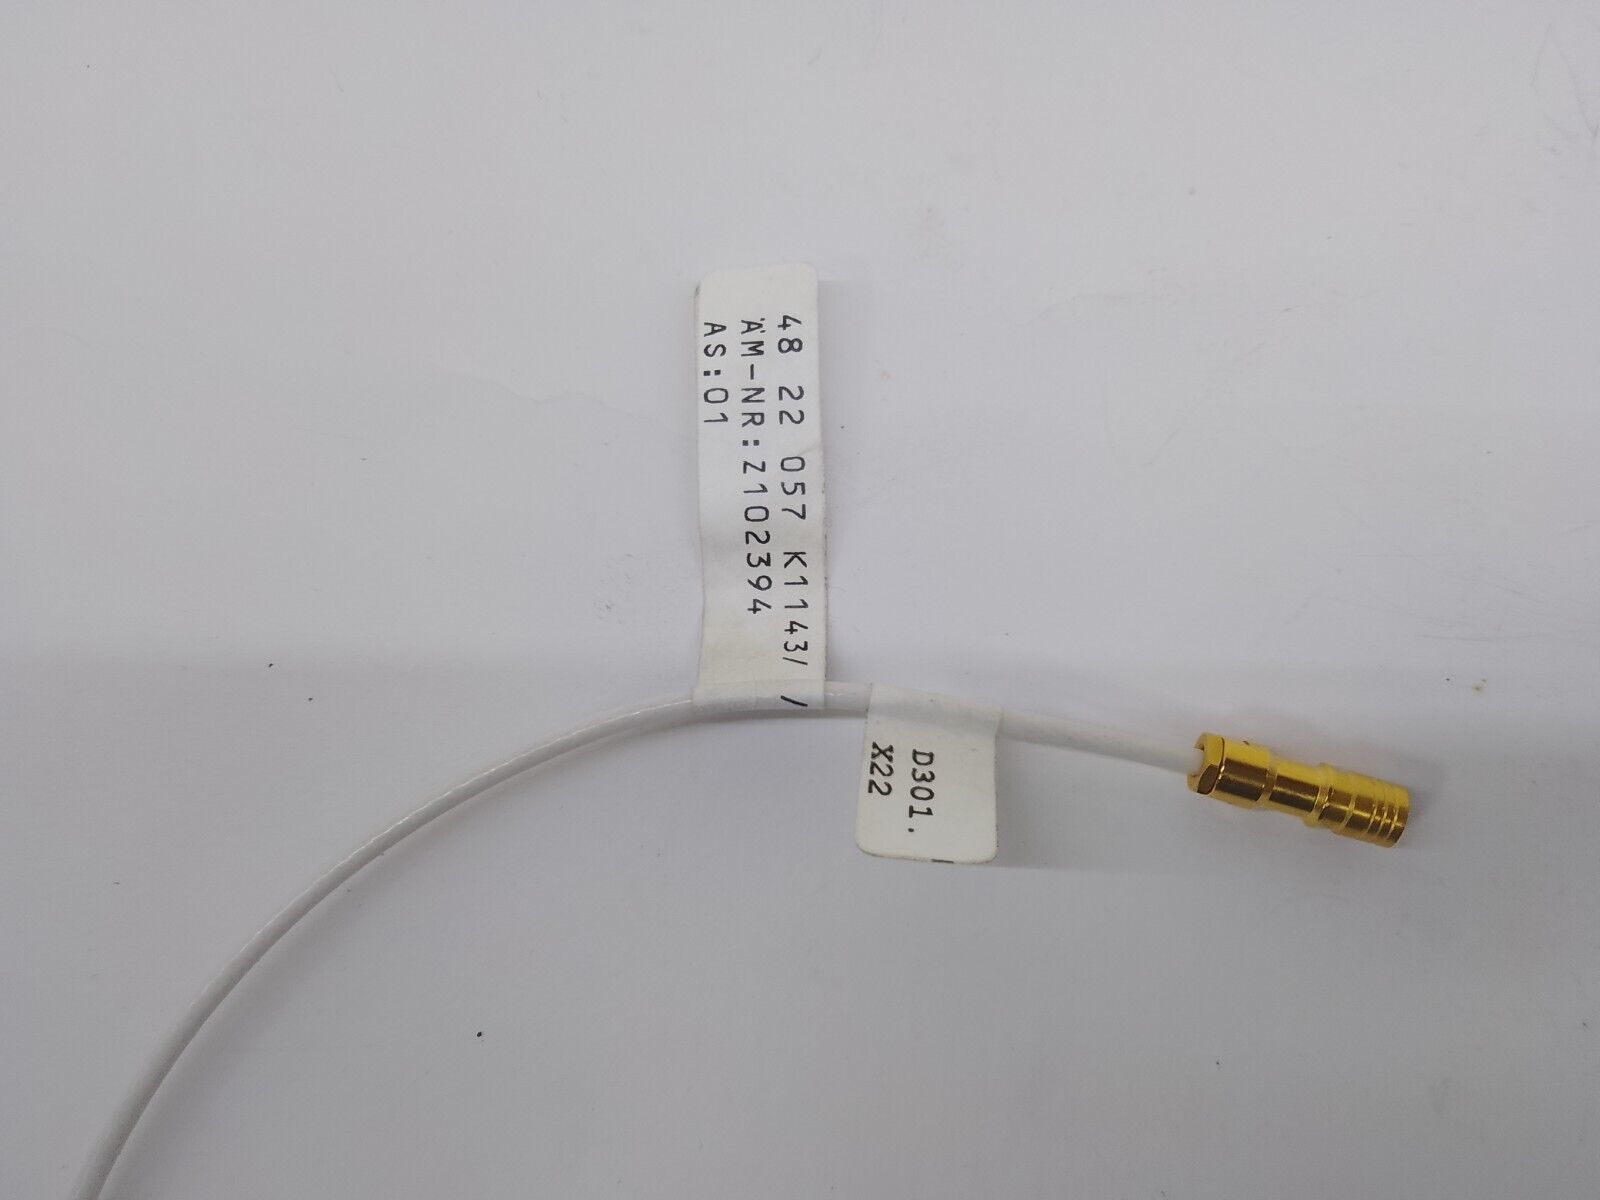 48 22 057 K1143/ /
ÄM-NR:Z102394
AS:01
D301.
X22